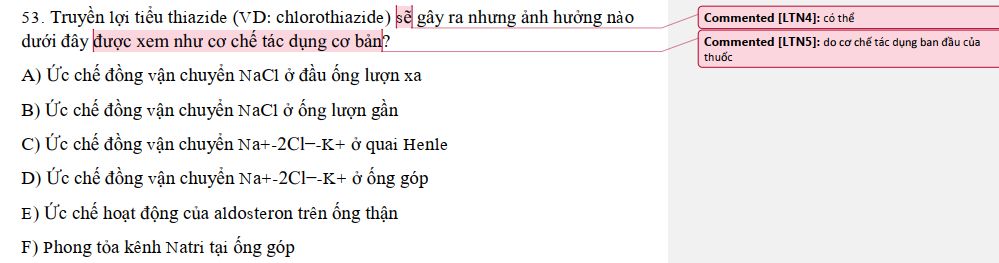 53. Truyền lợi tiểu thiazide (VD: chlorothiazide) sẽ gây ra nhưng ảnh hưởng nào
dưới đây được xem như cơ chế tác dụng cơ bản?
A) Ức chế đồng vận chuyển NaCl ở đầu ống lượn xa
B) Ức chế đồng vận chuyển NaCl ở ống lượn gần
C) Ức chế đồng vận chuyển Na+-2Cl−-K+ ở quai Henle
D) Ức chế đồng vận chuyển Na+-2Cl−-K+ ở ống góp
E) Ức chế hoạt động của aldosteron trên ống thận
F) Phong tỏa kênh Natri tại ống góp
Commented [LTN4]: có thể
Commented [LTN5]: do cơ chế tác dụng ban đầu của
thuốc